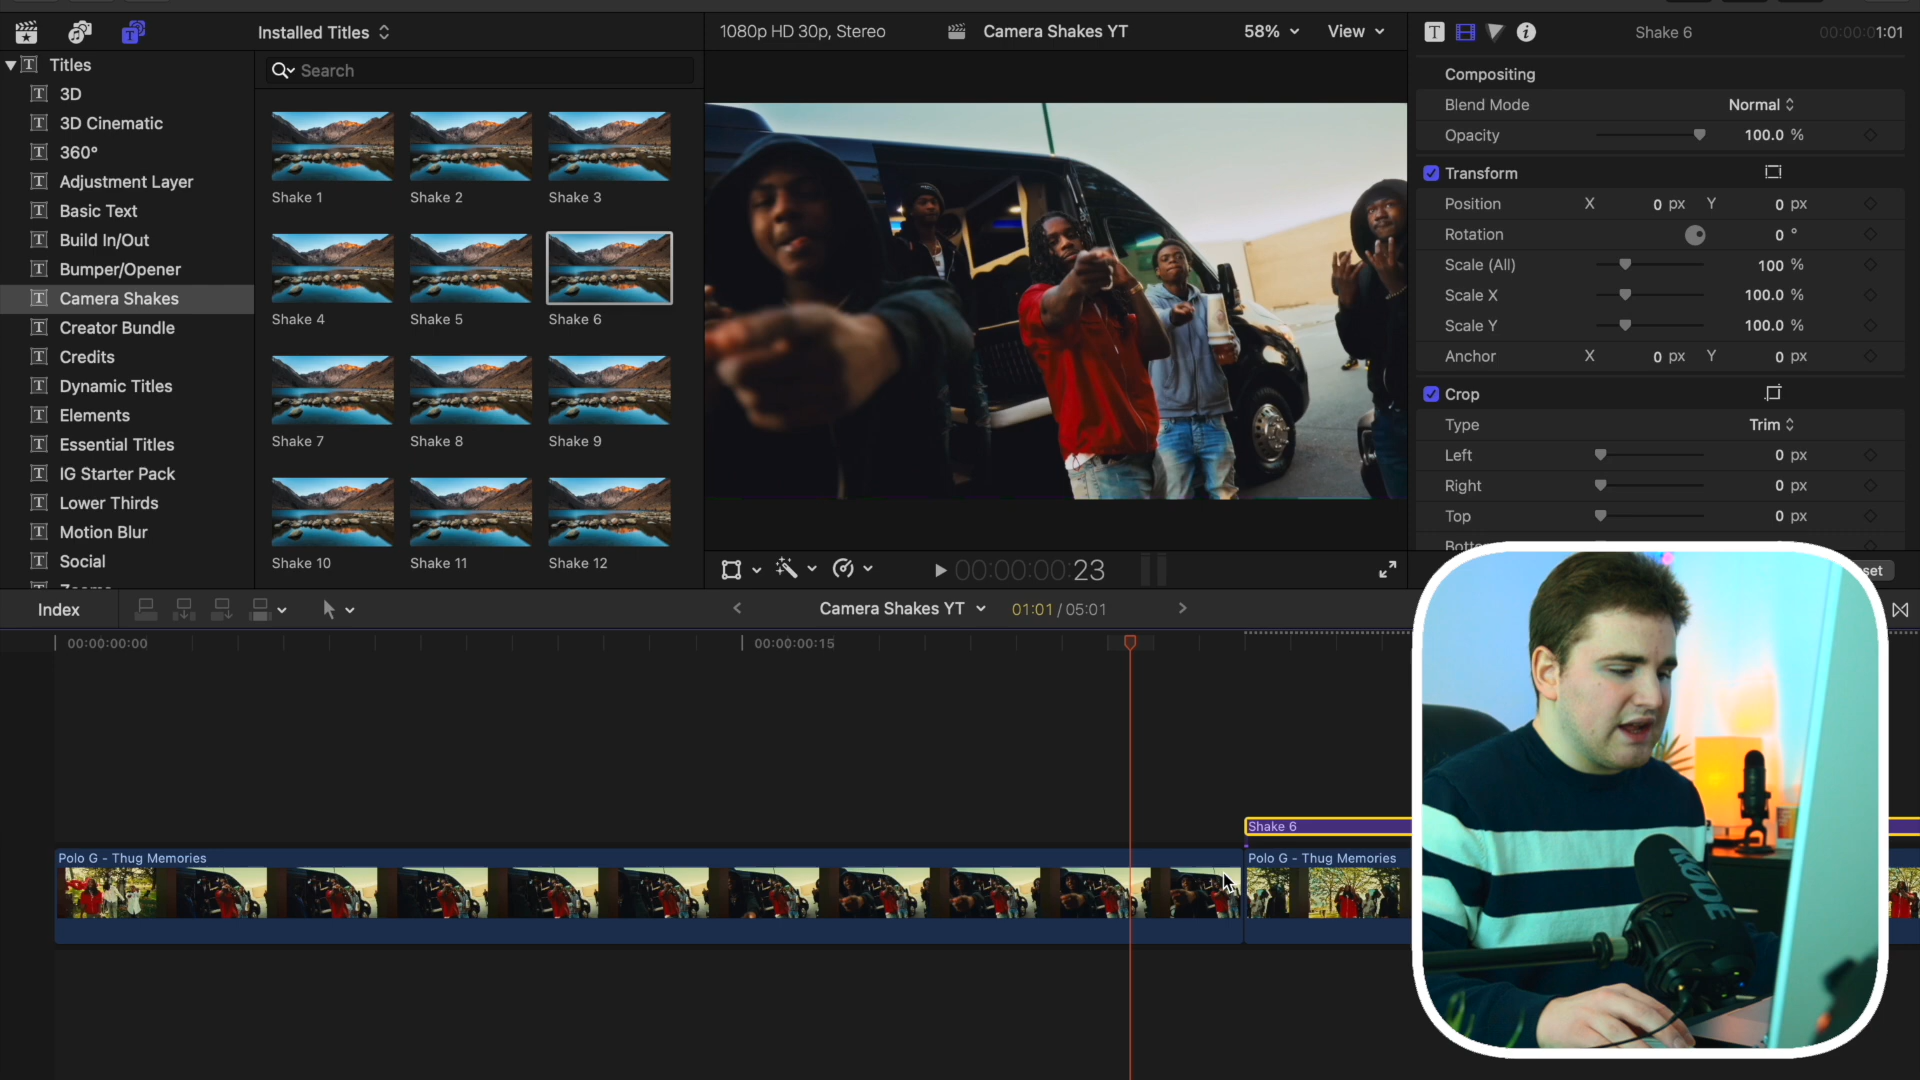 Installed Titles
1080p HD 30p, Stereo
Camera Shakes YT
58%
View
Shake 6
00:00:01:01
Titles
3D
3D Cinematic
360°
Adjustment Layer
Basic Text
Build In/Out
Bumper/Opener
Camera Shakes
Creator Bundle
Credits
Dynamic Titles
Elements
Essential Titles
IG Starter Pack
Lower Thirds
Motion Blur
Social
Search
Shake 1
Shake 2
Shake 3
Shake 4
Shake 5
Shake 6
Shake 7
Shake 8
Shake 9
Shake 10
Shake 11
Shake 12
00:00:00:23
Compositing
Blend Mode Normal
Opacity 100.0 %
Transform
Position X 0 px Y 0 px
Rotation 0 °
Scale (All) 100 %
Scale X 100.0 %
Scale Y 100.0 %
Anchor X 0 px Y 0 px
Crop
Type Trim
Left 0 px
Right 0 px
Top 0 px
Index
Camera Shakes YT
01:01 / 05:01
00:00:00:00
00:00:00:15
Shake 6
Polo G - Thug Memories
Polo G - Thug Memories
RØDE